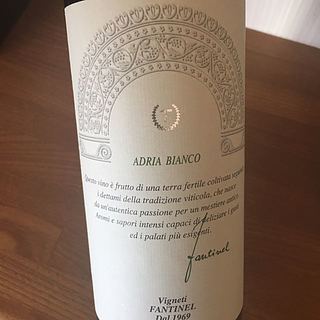 ADRIA BIANCO
Questo vino è frutto di una terra fertile coltivata secondo
i dettami della tradizione viticola, che nasce
da un'autentica passione per un mestiere antico.
Aromi e sapori intensi capaci di deliziare i gusti
ed i palati più esigenti.
fantinel
Vigneti
FANTINEL
Dal 1969